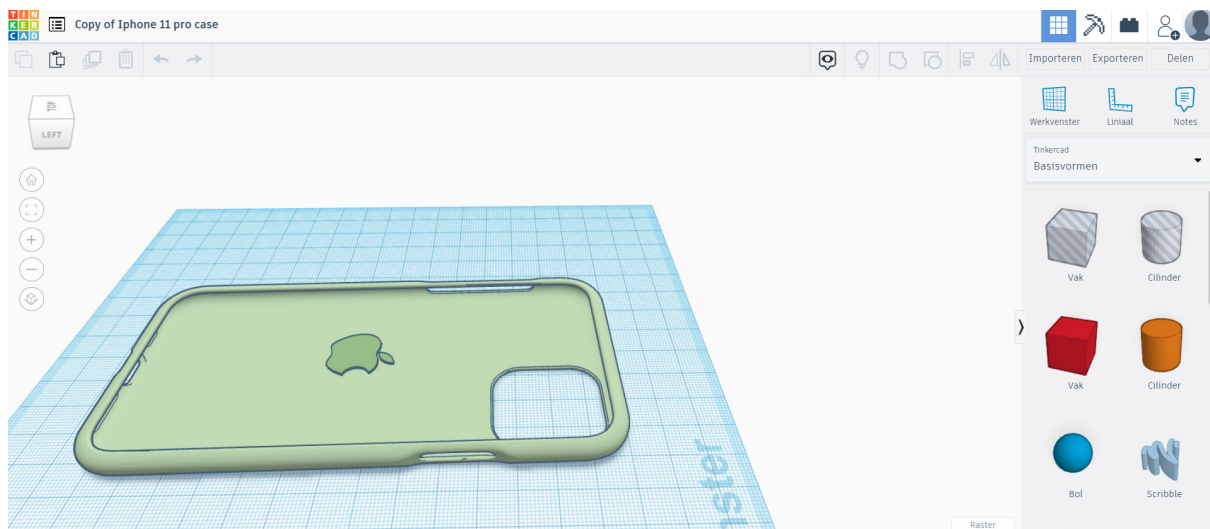 TIN
KER
CAD
Copy of Iphone 11 pro case
Importeren Exporteren Delen
LEFT
Werkvenster Liniaal Notes
Tinkercad
Basisvormen
Vak Cilinder
Vak Cilinder
Bol Scribble
nster
Raster